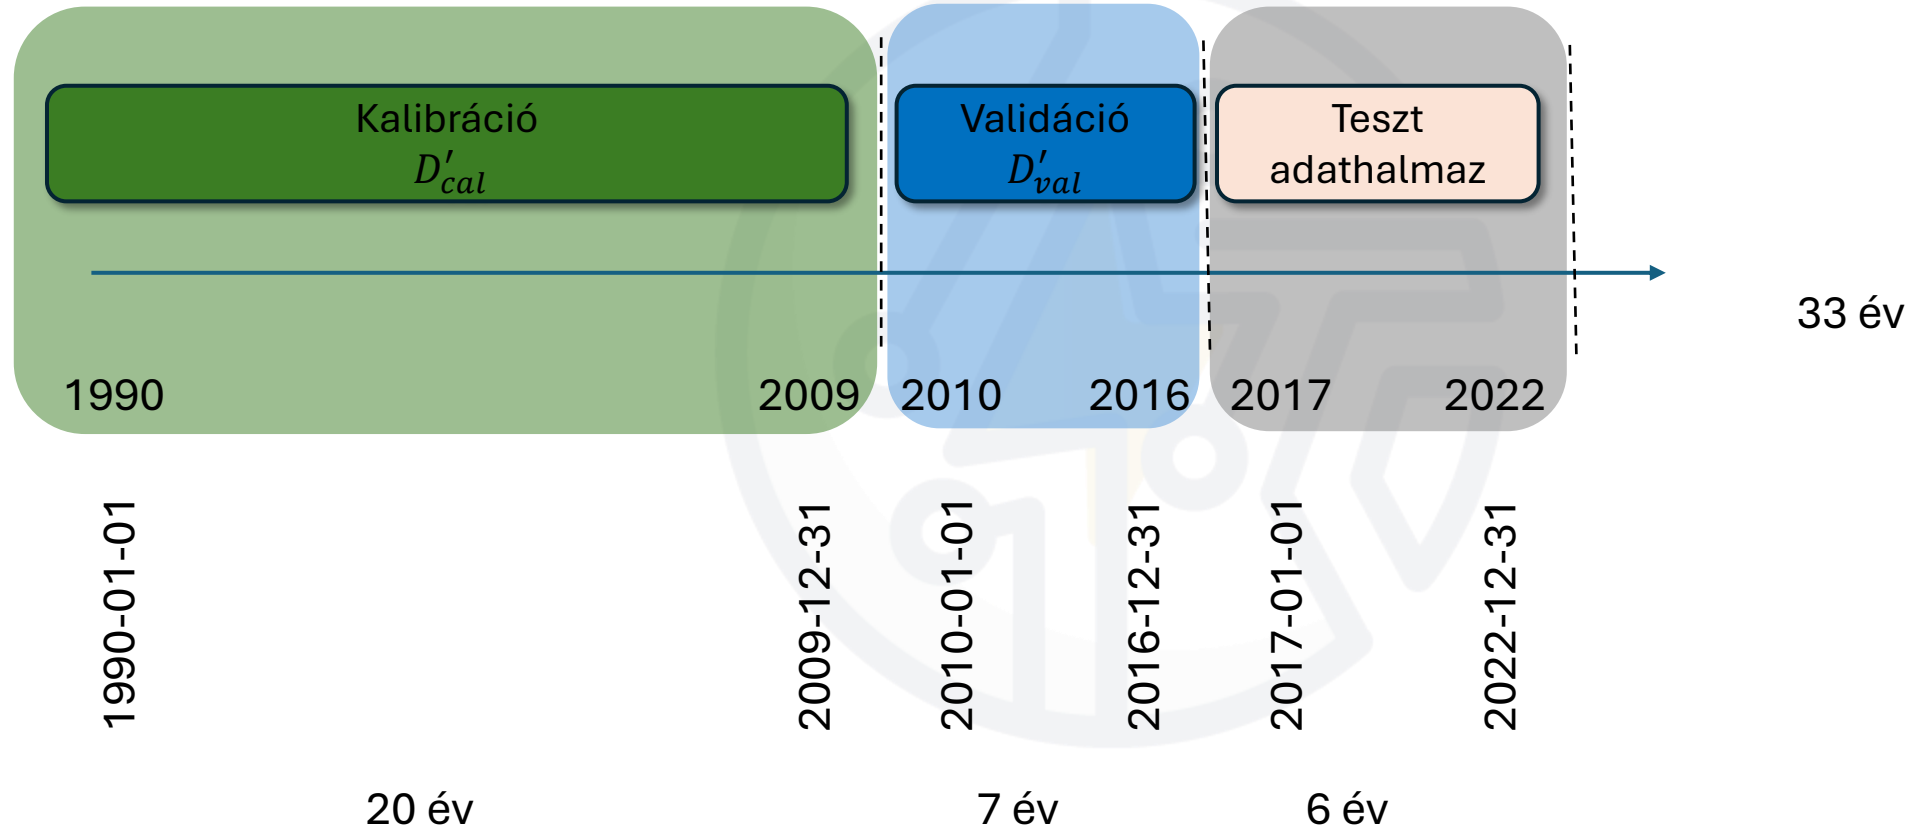 Kalibráció
D'cal
Validáció
D'val
Teszt
adathalmaz
33 év
1990
2009
2010
2016
2017
2022
1990-01-01
2009-12-31
2010-01-01
2016-12-31
2017-01-01
2022-12-31
20 év
7 év
6 év